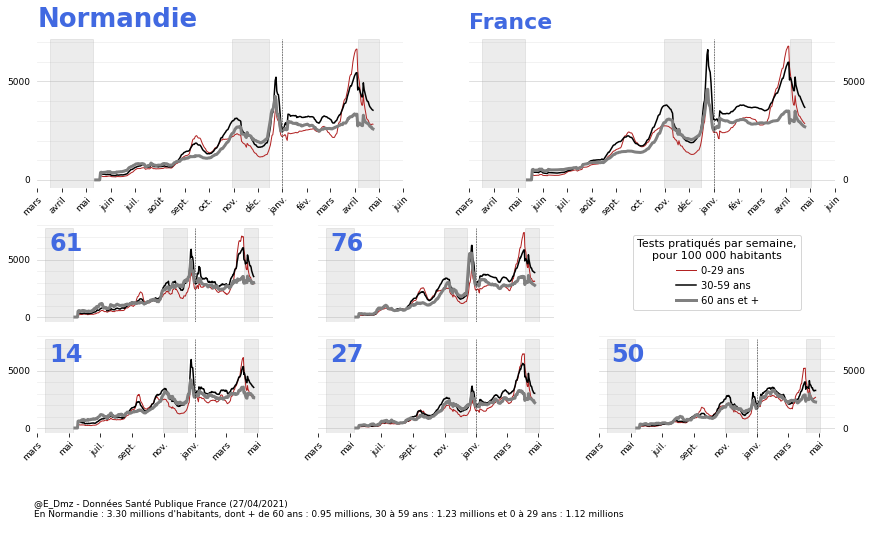 Normandie
France
5000
0
5000
0
mars avril mai juin juil. août sept. oct. nov. déc. janv. fév. mars avril mai juin
mars avril mai juin juil. août sept. oct. nov. déc. janv. fév. mars avril mai juin
61
76
Tests pratiqués par semaine,
pour 100 000 habitants
0-29 ans
30-59 ans
60 ans et +
5000
0
14
27
50
5000
0
5000
0
mars mai juil. sept. nov. janv. mars mai
mars mai juil. sept. nov. janv. mars mai
mars mai juil. sept. nov. janv. mars mai
@E_Dmz - Données Santé Publique France (27/04/2021)
En Normandie : 3.30 millions d'habitants, dont + de 60 ans : 0.95 millions, 30 à 59 ans : 1.23 millions et 0 à 29 ans : 1.12 millions